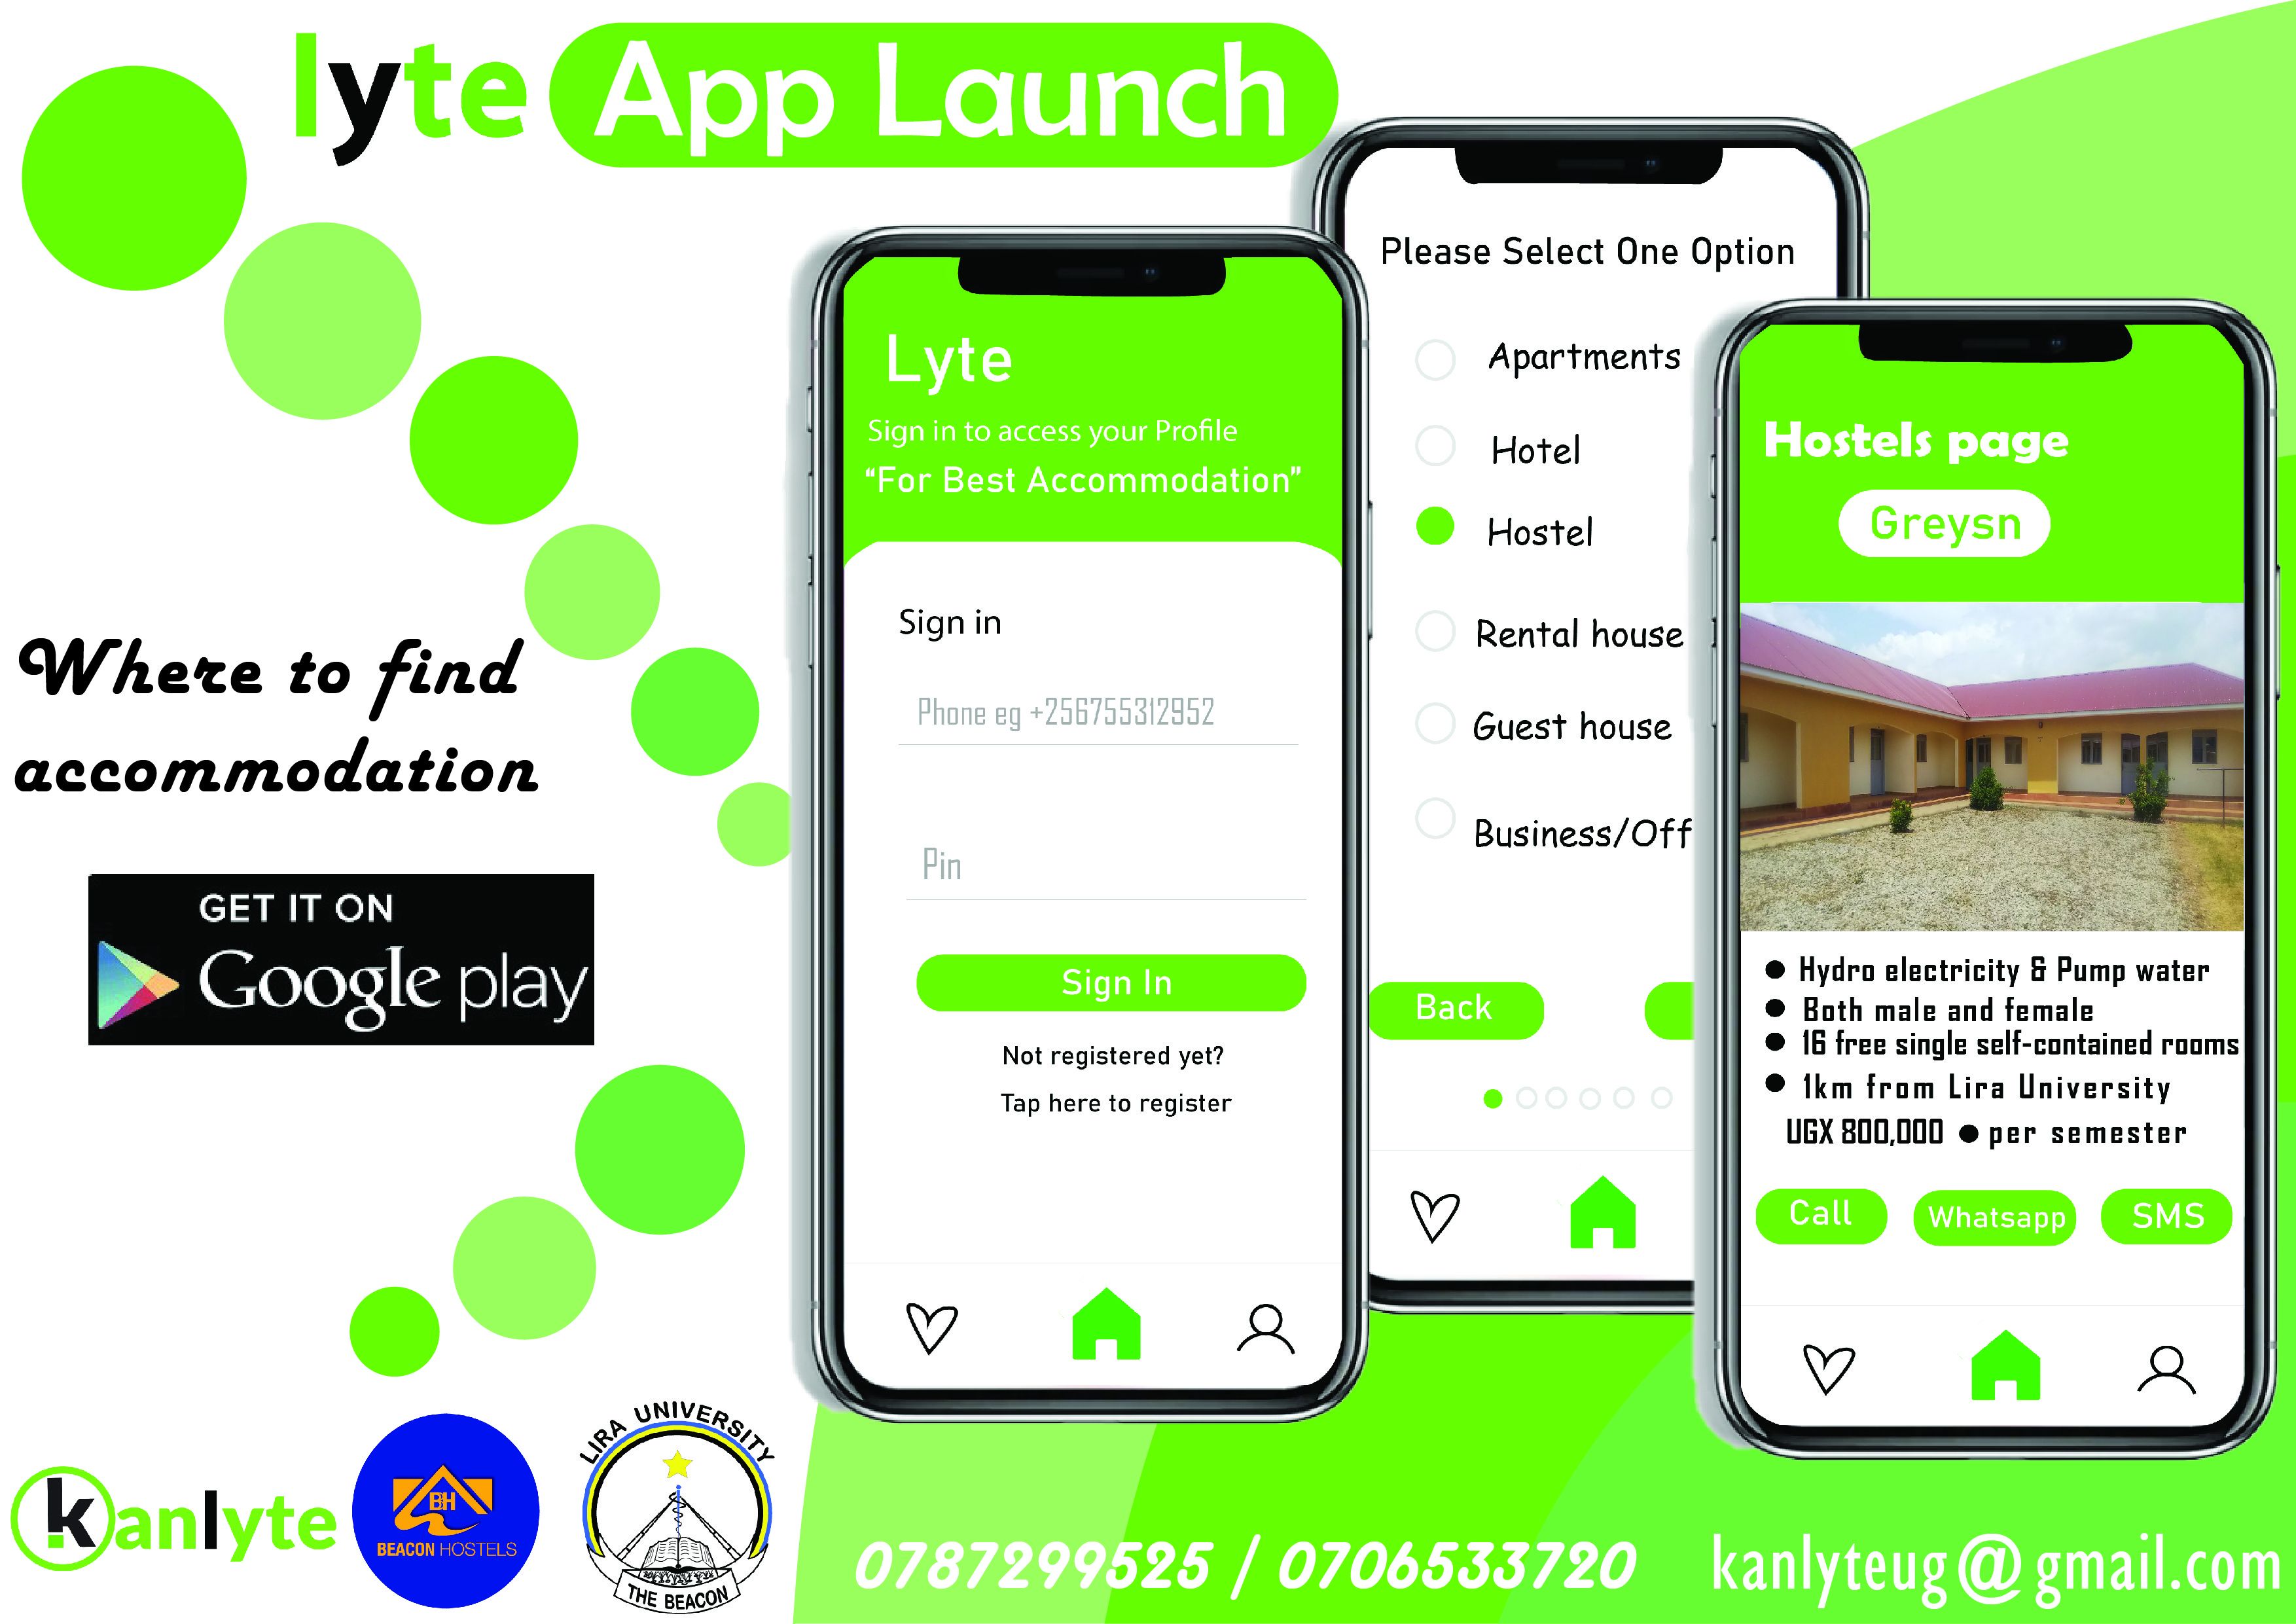 lyte App Launch
Where to find
accommodation
GET IT ON
Google play
Lyte
Sign in to access your Profile
“For Best Accommodation”
Sign in
Phone eg +256755312952
Pin
Sign In
Not registered yet?
Tap here to register
Please Select One Option
Apartments
Hotel
Hostel
Rental house
Guest house
Business/Off
Back
Hostels page
Greysn
● Hydro electricity & Pump water
● Both male and female
● 16 free single self-contained rooms
● 1km from Lira University
UGX 800,000 ● per semester
Call Whatsapp SMS
kanlyte
BH
BEACON HOSTELS
LIRA UNIVERSITY
THE BEACON
0787299525 / 0706533720
kanlyteug@gmail.com